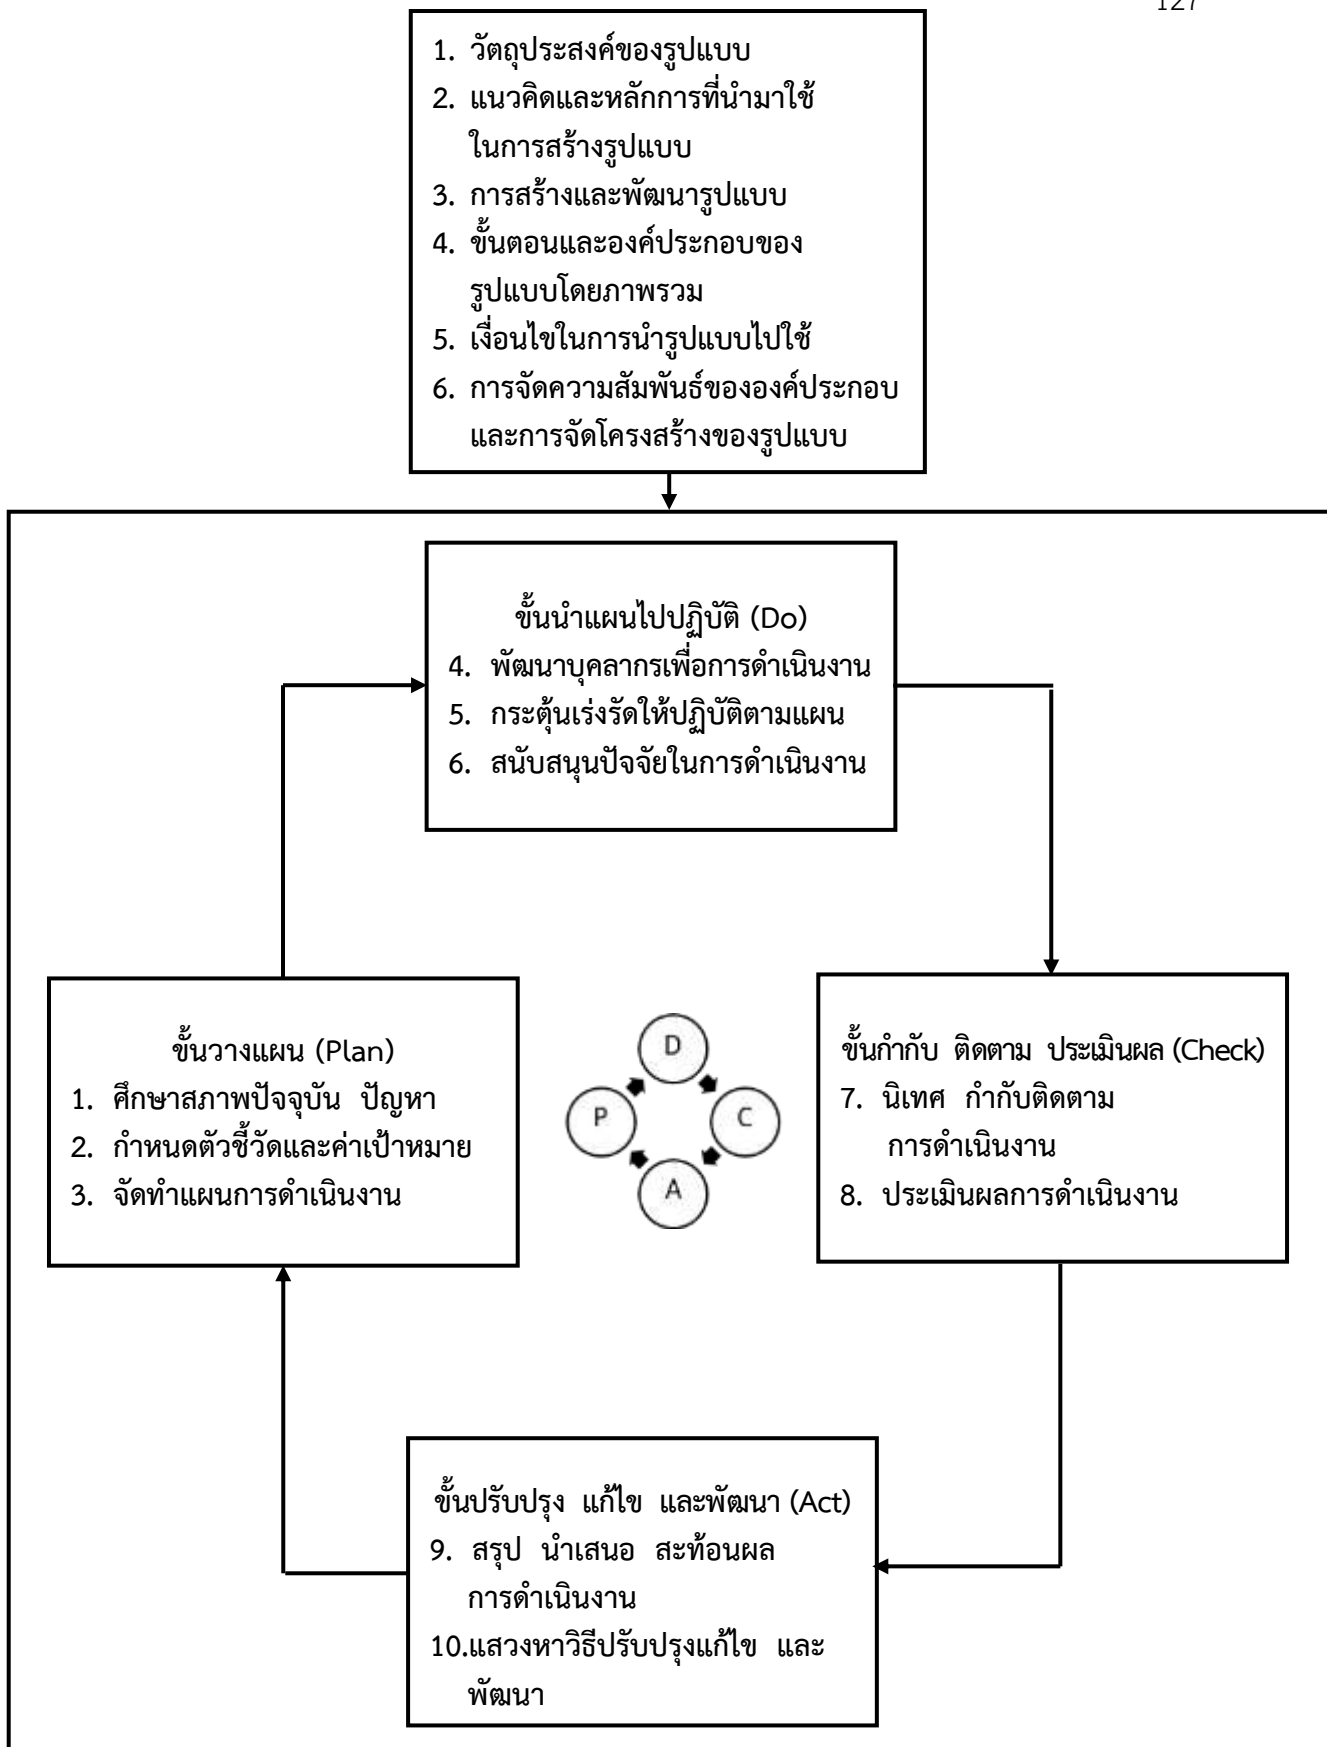 127
1. วัตถุประสงค์ของรูปแบบ
2. แนวคิดและหลักการที่นำมาใช้
ในการสร้างรูปแบบ
3. การสร้างและพัฒนารูปแบบ
4. ขั้นตอนและองค์ประกอบของ
รูปแบบโดยภาพรวม
5. เงื่อนไขในการนำรูปแบบไปใช้
6. การจัดความสัมพันธ์ขององค์ประกอบ
และการจัดโครงสร้างของรูปแบบ
ขั้นนำแผนไปปฏิบัติ (Do)
4. พัฒนาบุคลากรเพื่อการดำเนินงาน
5. กระตุ้นเร่งรัดให้ปฏิบัติตามแผน
6. สนับสนุนปัจจัยในการดำเนินงาน
ขั้นวางแผน (Plan)
1. ศึกษาสภาพปัจจุบัน ปัญหา
2. กำหนดตัวชี้วัดและค่าเป้าหมาย
3. จัดทำแผนการดำเนินงาน
D
P
C
A
ขั้นกำกับ ติดตาม ประเมินผล (Check)
7. นิเทศ กำกับติดตาม
การดำเนินงาน
8. ประเมินผลการดำเนินงาน
ขั้นปรับปรุง แก้ไข และพัฒนา (Act)
9. สรุป นำเสนอ สะท้อนผล
การดำเนินงาน
10.แสวงหาวิธีปรับปรุงแก้ไข และ
พัฒนา